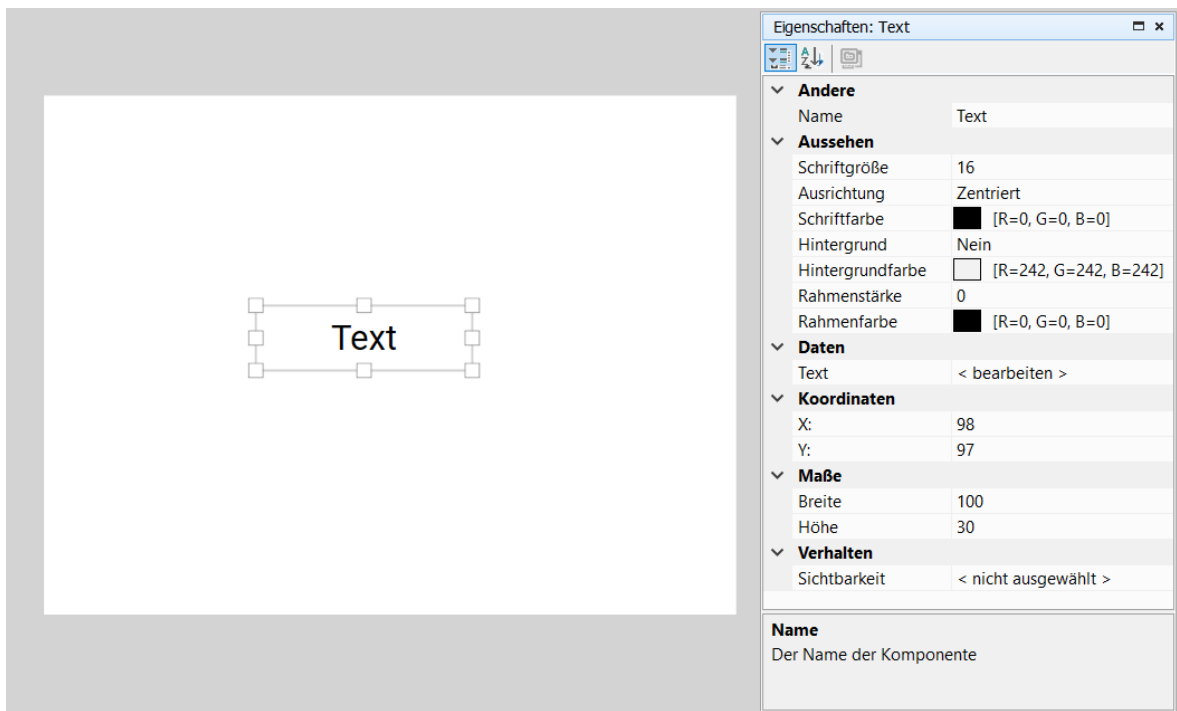 Text
Eigenschaften: Text
Andere
Name Text
Aussehen
Schriftgröße 16
Ausrichtung Zentriert
Schriftfarbe [R=0, G=0, B=0]
Hintergrund Nein
Hintergrundfarbe [R=242, G=242, B=242]
Rahmenstärke 0
Rahmenfarbe [R=0, G=0, B=0]
Daten
Text < bearbeiten >
Koordinaten
X: 98
Y: 97
Maße
Breite 100
Höhe 30
Verhalten
Sichtbarkeit < nicht ausgewählt >
Name
Der Name der Komponente